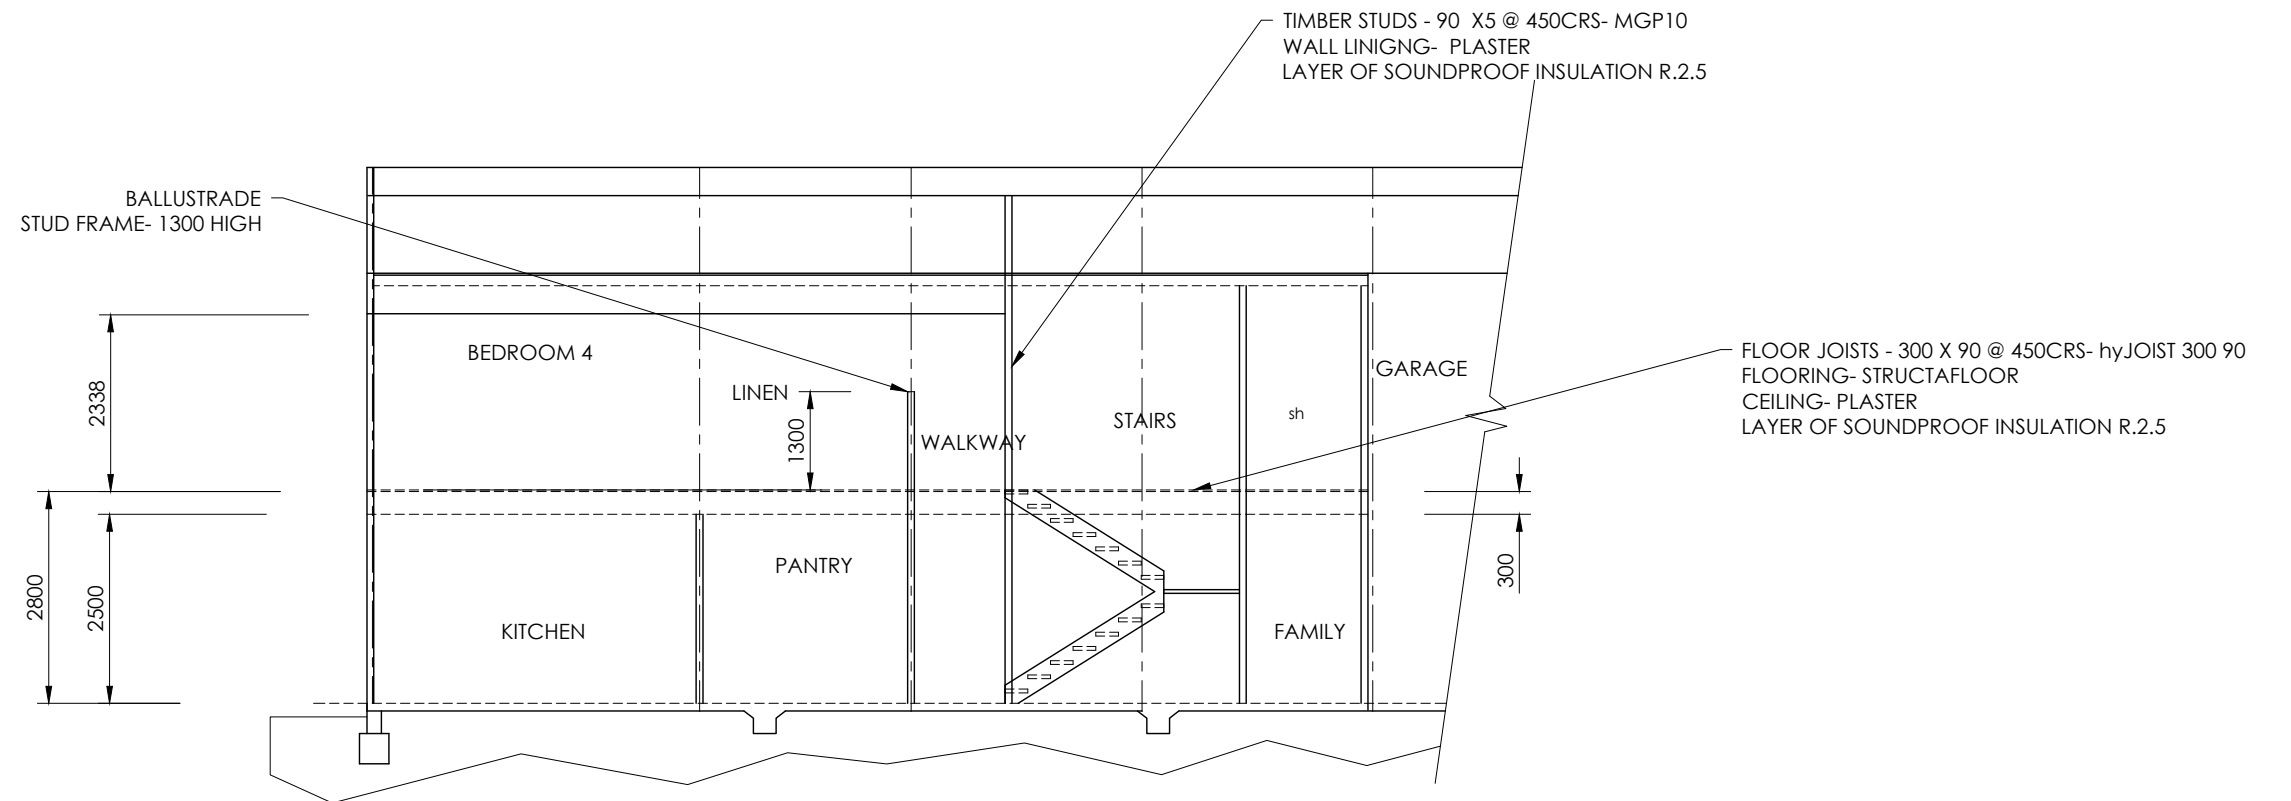 TIMBER STUDS - 90 X5 @ 450CRS- MGP10
WALL LINIGNG- PLASTER
LAYER OF SOUNDPROOF INSULATION R.2.5
BALLUSTRADE
STUD FRAME- 1300 HIGH
BEDROOM 4
LINEN
WALKWAY
STAIRS
sh
GARAGE
FLOOR JOISTS - 300 X 90 @ 450CRS- hyJOIST 300 90
FLOORING- STRUCTAFLOOR
CEILING- PLASTER
LAYER OF SOUNDPROOF INSULATION R.2.5
2338
1300
2800
2500
300
PANTRY
KITCHEN
FAMILY